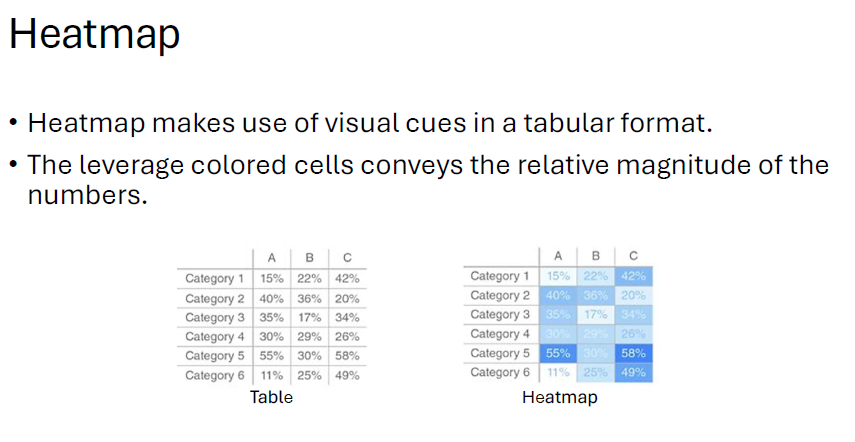 Heatmap
• Heatmap makes use of visual cues in a tabular format.
• The leverage colored cells conveys the relative magnitude of the
numbers.
A B C
Category 1 15% 22% 42%
Category 2 40% 36% 20%
Category 3 35% 17% 34%
Category 4 30% 29% 26%
Category 5 55% 30% 58%
Category 6 11% 25% 49%
Table
A B C
Category 1 15% 22% 42%
Category 2 40% 36% 20%
Category 3 35% 17% 34%
Category 4 30% 29% 26%
Category 5 55% 30% 58%
Category 6 11% 25% 49%
Heatmap